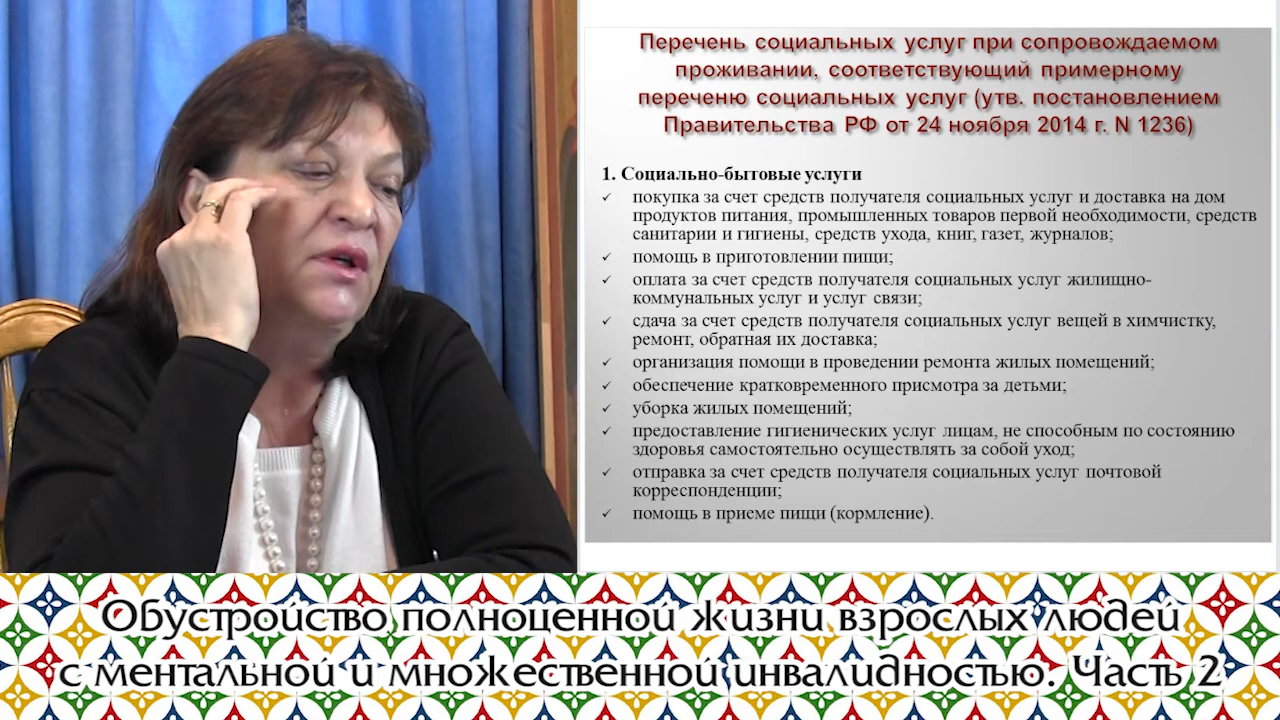 Перечень социальных услуг при сопровождаемом
проживании, соответствующий примерному
перечню социальных услуг (утв. постановлением
Правительства РФ от 24 ноября 2014 г. N 1236)
1. Социально-бытовые услуги
✓ покупка за счет средств получателя социальных услуг и доставка на дом
продуктов питания, промышленных товаров первой необходимости, средств
санитарии и гигиены, средств ухода, книг, газет, журналов;
✓ помощь в приготовлении пищи;
✓ оплата за счет средств получателя социальных услуг жилищно-
коммунальных услуг и услуг связи;
✓ сдача за счет средств получателя социальных услуг вещей в химчистку,
ремонт, обратная их доставка;
✓ организация помощи в проведении ремонта жилых помещений;
✓ обеспечение кратковременного присмотра за детьми;
✓ уборка жилых помещений;
✓ предоставление гигиенических услуг лицам, не способным по состоянию
здоровья самостоятельно осуществлять за собой уход;
✓ отправка за счет средств получателя социальных услуг почтовой
корреспонденции;
✓ помощь в приеме пищи (кормление).
Обустройство полноценной жизни взрослых людей
с ментальной и множественной инвалидностью. Часть 2